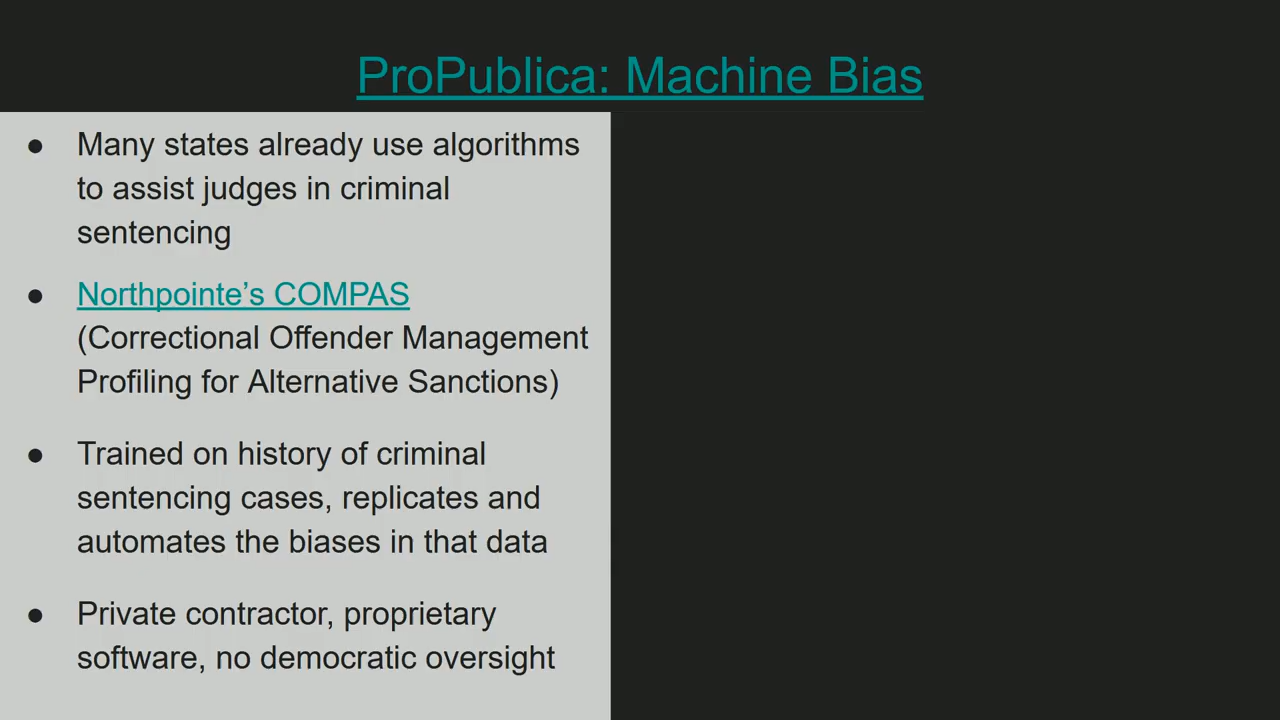 ProPublica: Machine Bias
● Many states already use algorithms
to assist judges in criminal
sentencing
● Northpointe’s COMPAS
(Correctional Offender Management
Profiling for Alternative Sanctions)
● Trained on history of criminal
sentencing cases, replicates and
automates the biases in that data
● Private contractor, proprietary
software, no democratic oversight